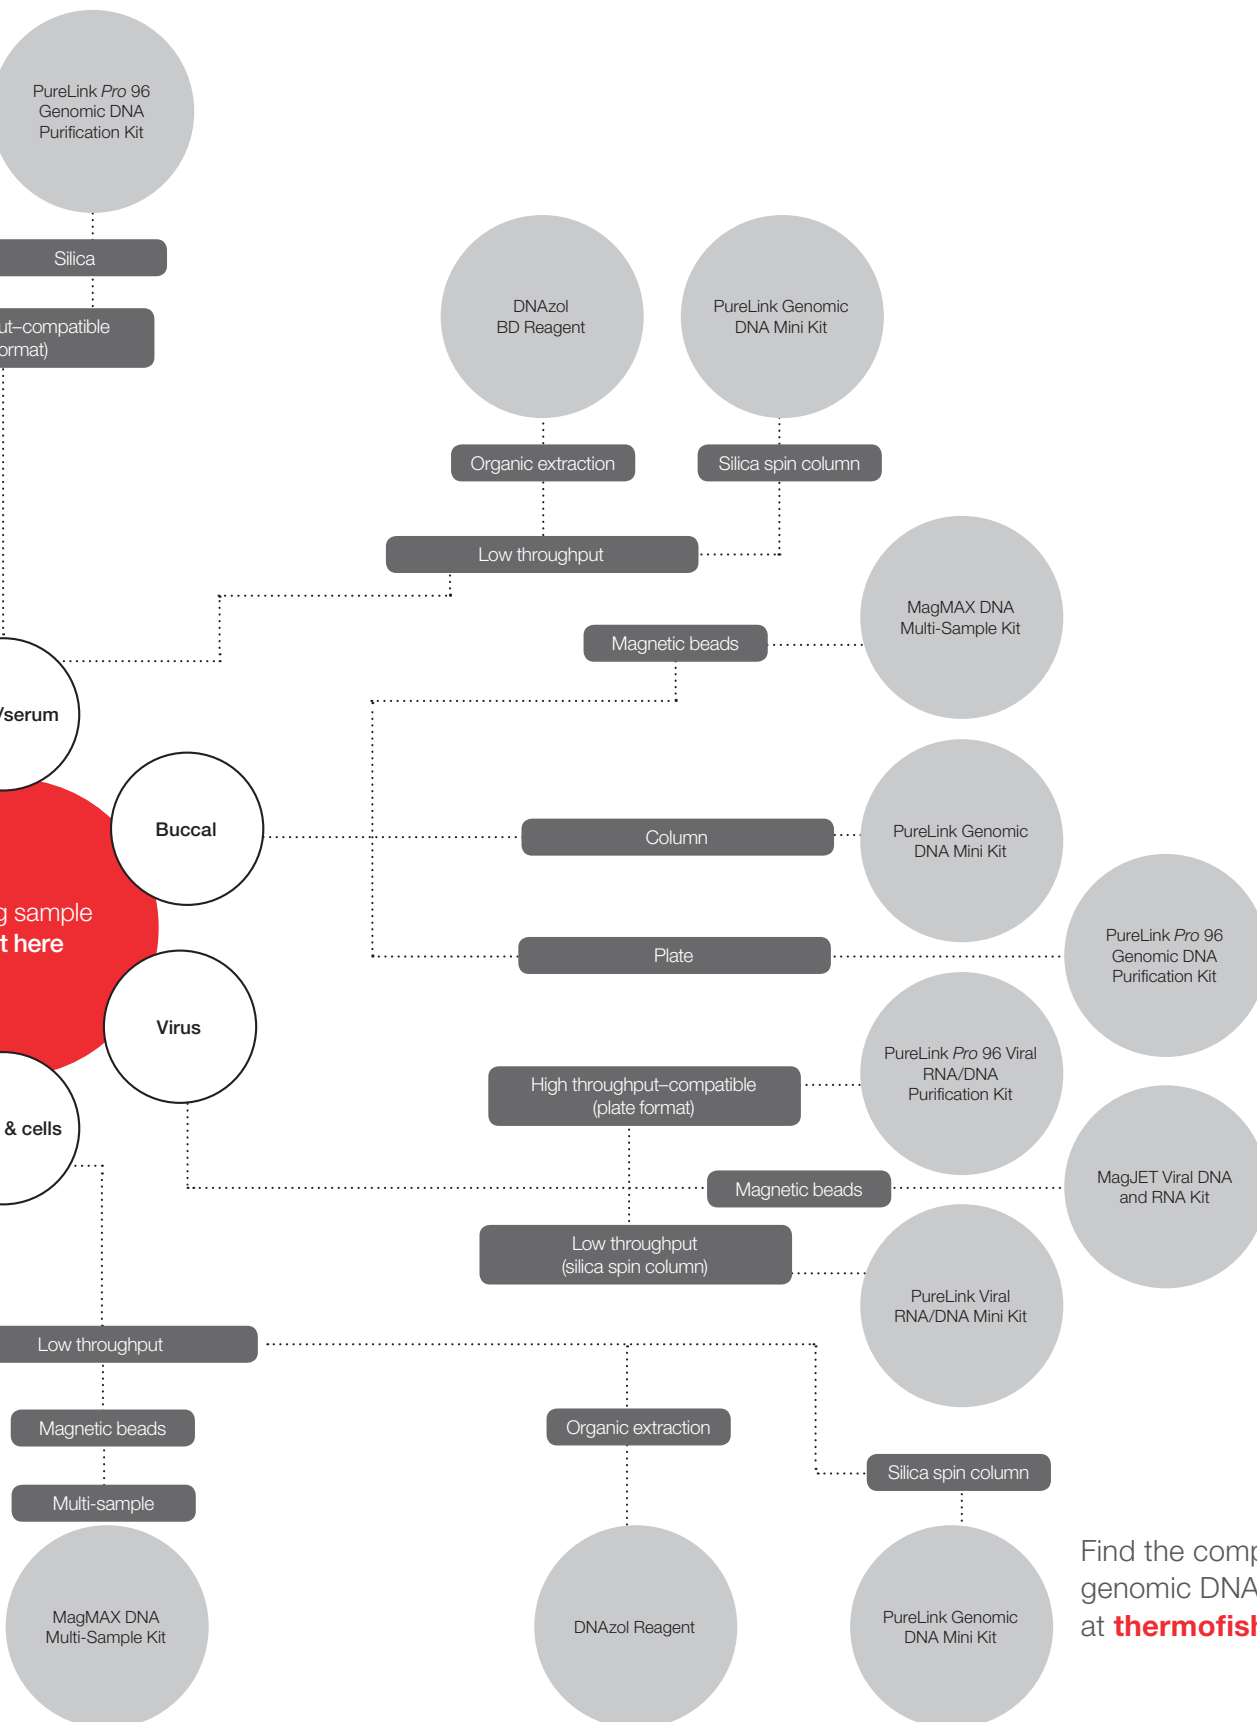 PureLink Pro 96
Genomic DNA
Purification Kit
Silica
ut–compatible
ormat)
DNAzol
BD Reagent
PureLink Genomic
DNA Mini Kit
Organic extraction
Silica spin column
Low throughput
MagMAX DNA
Multi-Sample Kit
Magnetic beads
/serum
Buccal
Column
PureLink Genomic
DNA Mini Kit
g sample
t here
Plate
PureLink Pro 96
Genomic DNA
Purification Kit
Virus
PureLink Pro 96 Viral
RNA/DNA
Purification Kit
High throughput–compatible
(plate format)
& cells
Magnetic beads
MagJET Viral DNA
and RNA Kit
Low throughput
(silica spin column)
PureLink Viral
RNA/DNA Mini Kit
Low throughput
Magnetic beads
Organic extraction
Silica spin column
Multi-sample
MagMAX DNA
Multi-Sample Kit
DNAzol Reagent
PureLink Genomic
DNA Mini Kit
Find the comp
genomic DNA
at thermofish